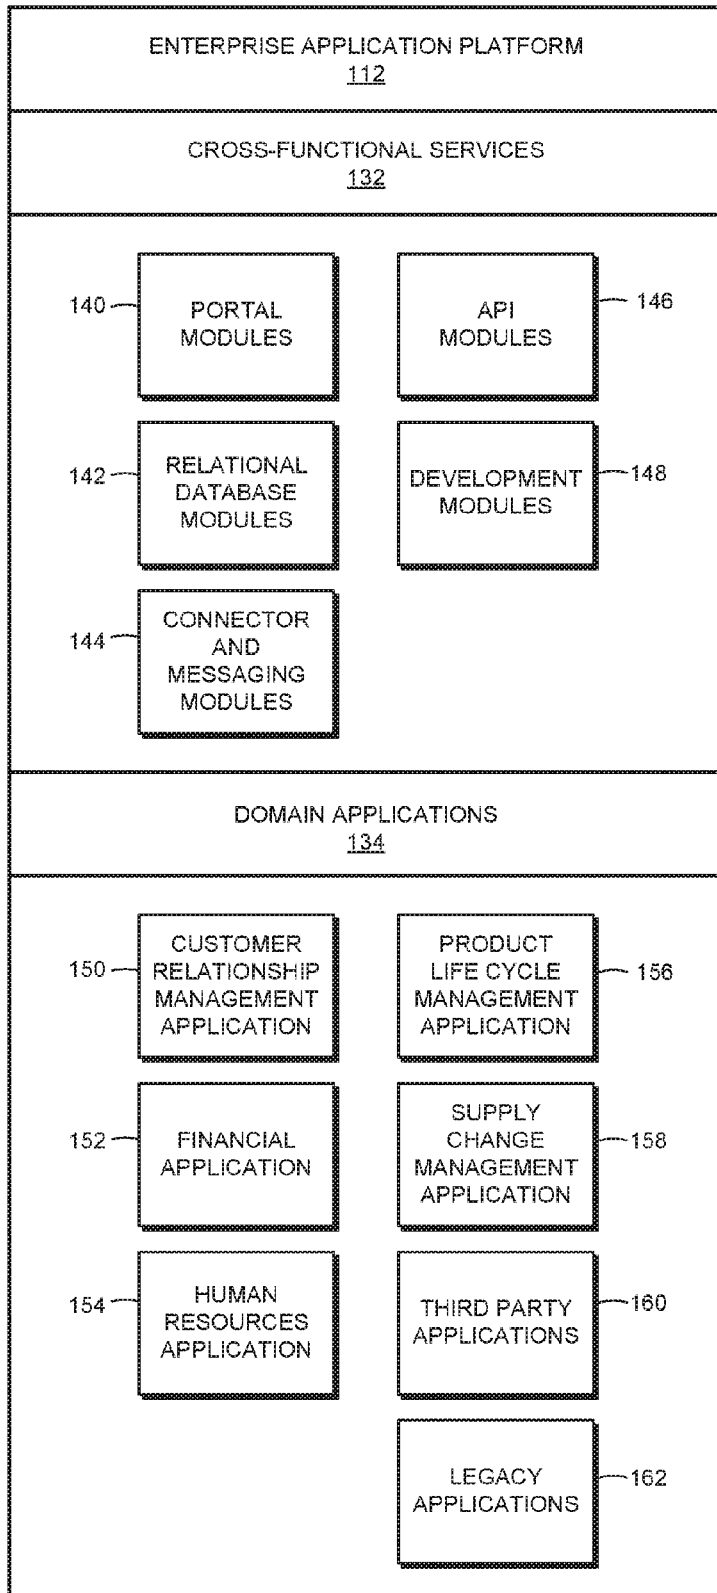 ENTERPRISE APPLICATION PLATFORM
112
CROSS-FUNCTIONAL SERVICES
132
140
PORTAL
MODULES
API
MODULES
146
142
RELATIONAL
DATABASE
MODULES
DEVELOPMENT
MODULES
148
144
CONNECTOR
AND
MESSAGING
MODULES
DOMAIN APPLICATIONS
134
150
CUSTOMER
RELATIONSHIP
MANAGEMENT
APPLICATION
PRODUCT
LIFE CYCLE
MANAGEMENT
APPLICATION
156
152
FINANCIAL
APPLICATION
SUPPLY
CHANGE
MANAGEMENT
APPLICATION
158
154
HUMAN
RESOURCES
APPLICATION
THIRD PARTY
APPLICATIONS
160
LEGACY
APPLICATIONS
162